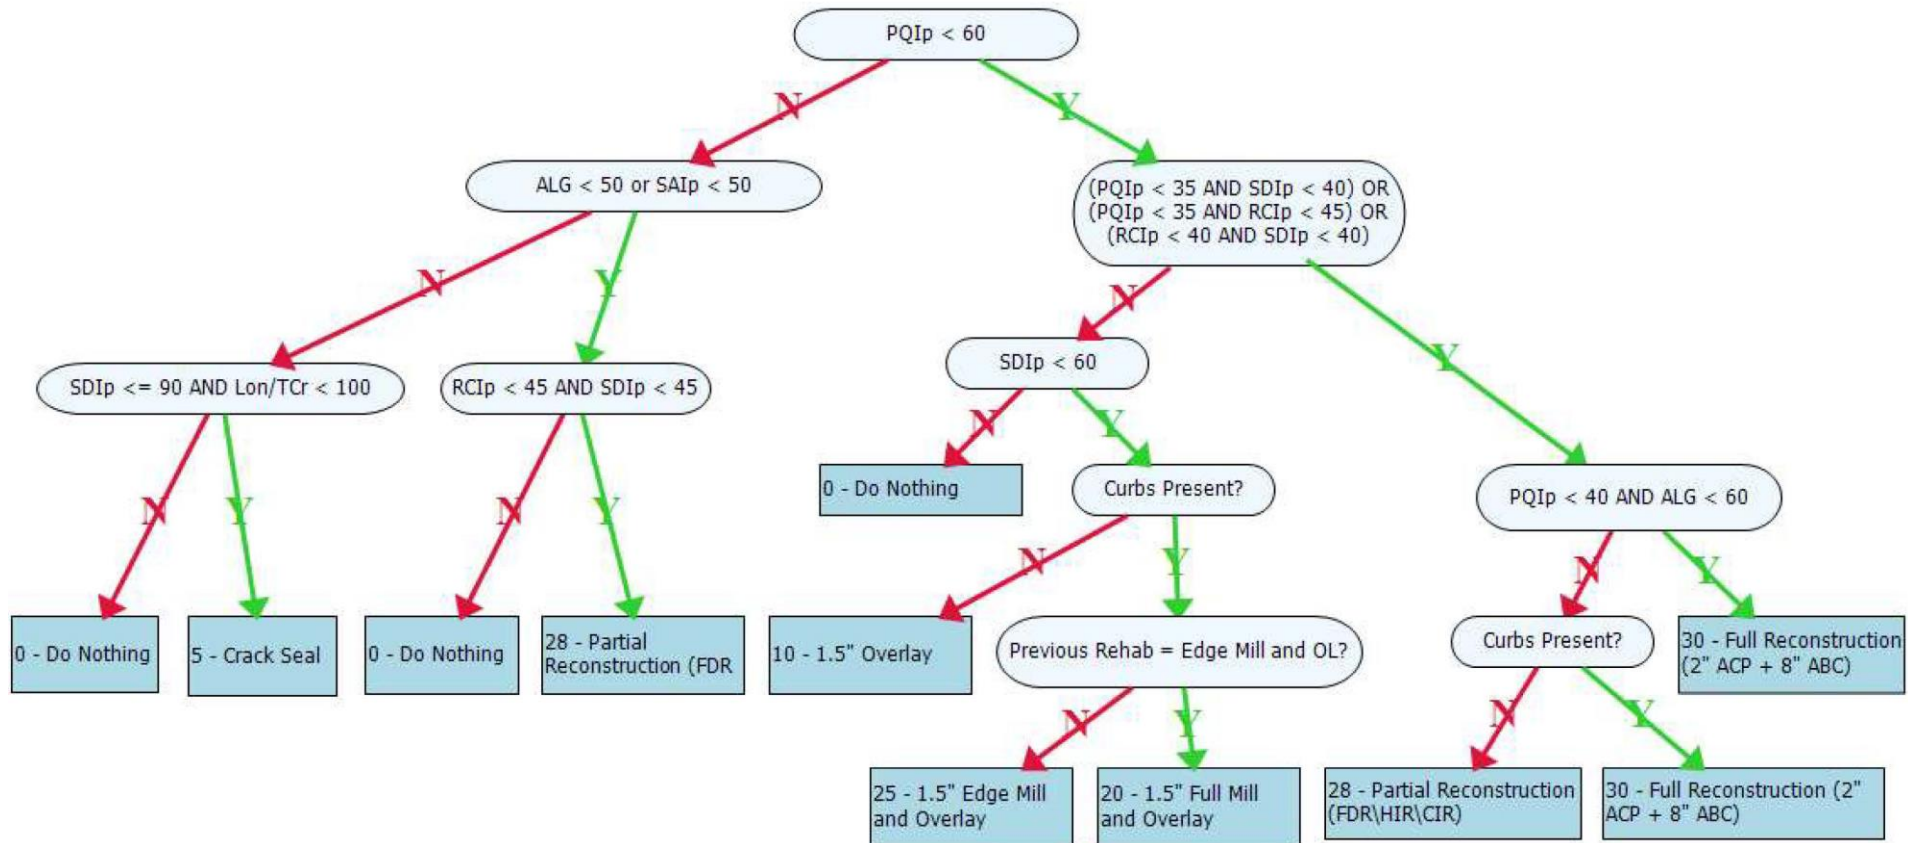 PQIp < 60
N
Y
ALG < 50 or SAIp < 50
(PQIp < 35 AND SDIp < 40) OR
(PQIp < 35 AND RCIp < 45) OR
(RCIp < 40 AND SDIp < 40)
N
Y
N
Y
SDIp <= 90 AND Lon/TCr < 100
RCIp < 45 AND SDIp < 45
SDIp < 60
N
Y
N
Y
N
Y
0 - Do Nothing
Curbs Present?
PQIp < 40 AND ALG < 60
N
Y
N
Y
0 - Do Nothing
5 - Crack Seal
0 - Do Nothing
28 - Partial
Reconstruction (FDR
10 - 1.5" Overlay
Previous Rehab = Edge Mill and OL?
Curbs Present?
30 - Full Reconstruction
(2" ACP + 8" ABC)
N
Y
N
Y
25 - 1.5" Edge Mill
and Overlay
20 - 1.5" Full Mill
and Overlay
28 - Partial Reconstruction
(FDR\HIR\CIR)
30 - Full Reconstruction (2"
ACP + 8" ABC)